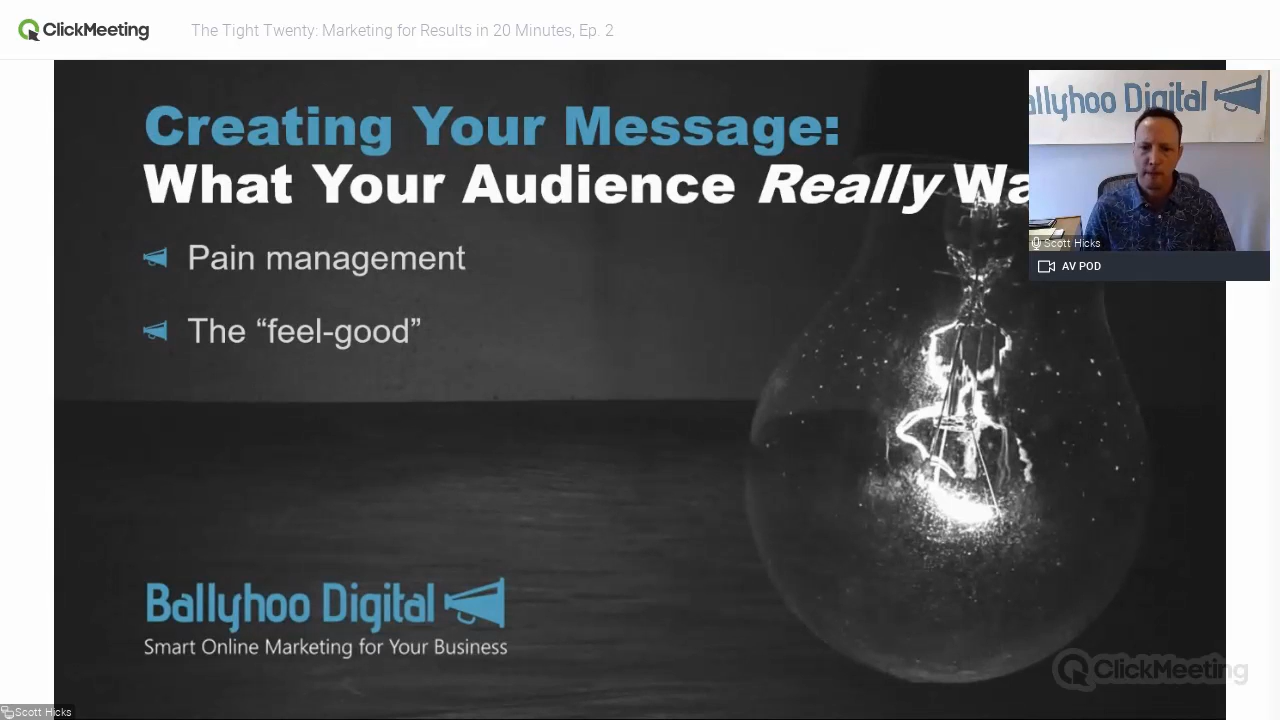 ClickMeeting
The Tight Twenty: Marketing for Results in 20 Minutes, Ep. 2
Creating Your Message:
What Your Audience Really Wa
Pain management
The “feel-good”
allyhoo Digital
Scott Hicks
AV POD
Ballyhoo Digital
Smart Online Marketing for Your Business
ClickMeeting
Scott Hicks